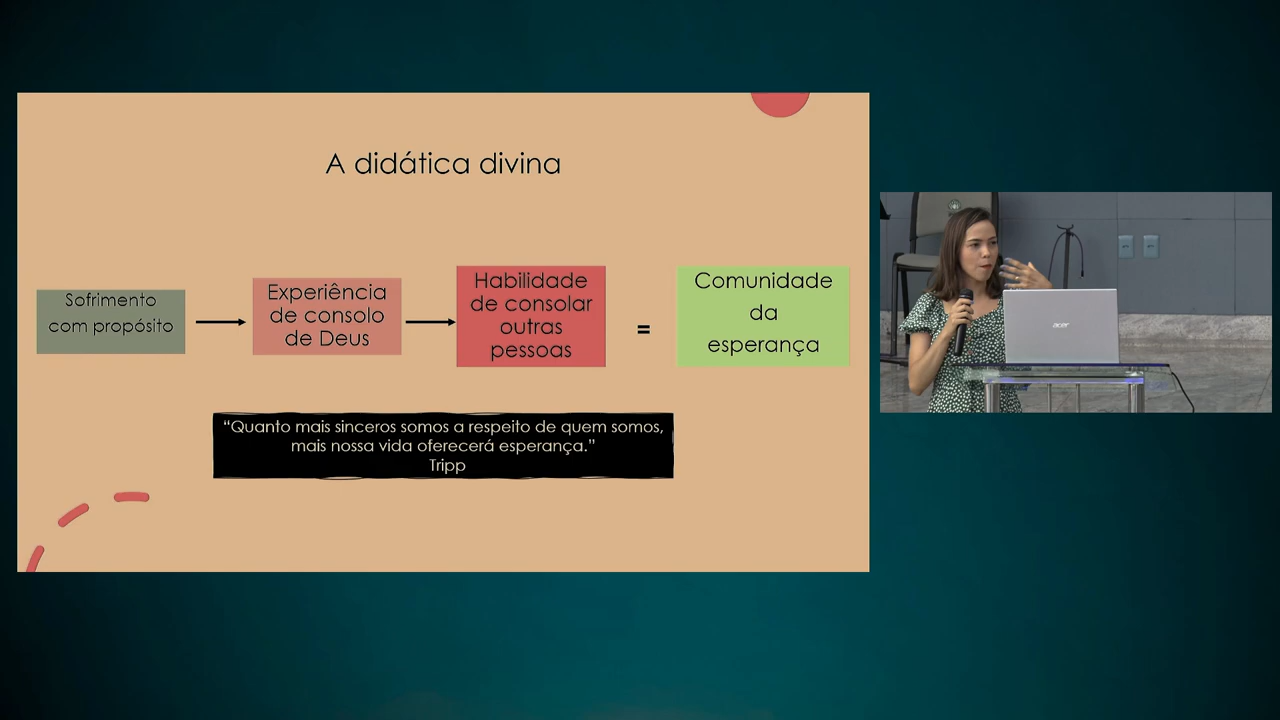 A didática divina
Sofrimento
com propósito
Experiência
de consolo
de Deus
Habilidade
de consolar
outras
pessoas
=
Comunidade
da
esperança
“Quanto mais sinceros somos a respeito de quem somos,
mais nossa vida oferecerá esperança.”
Tripp
acer